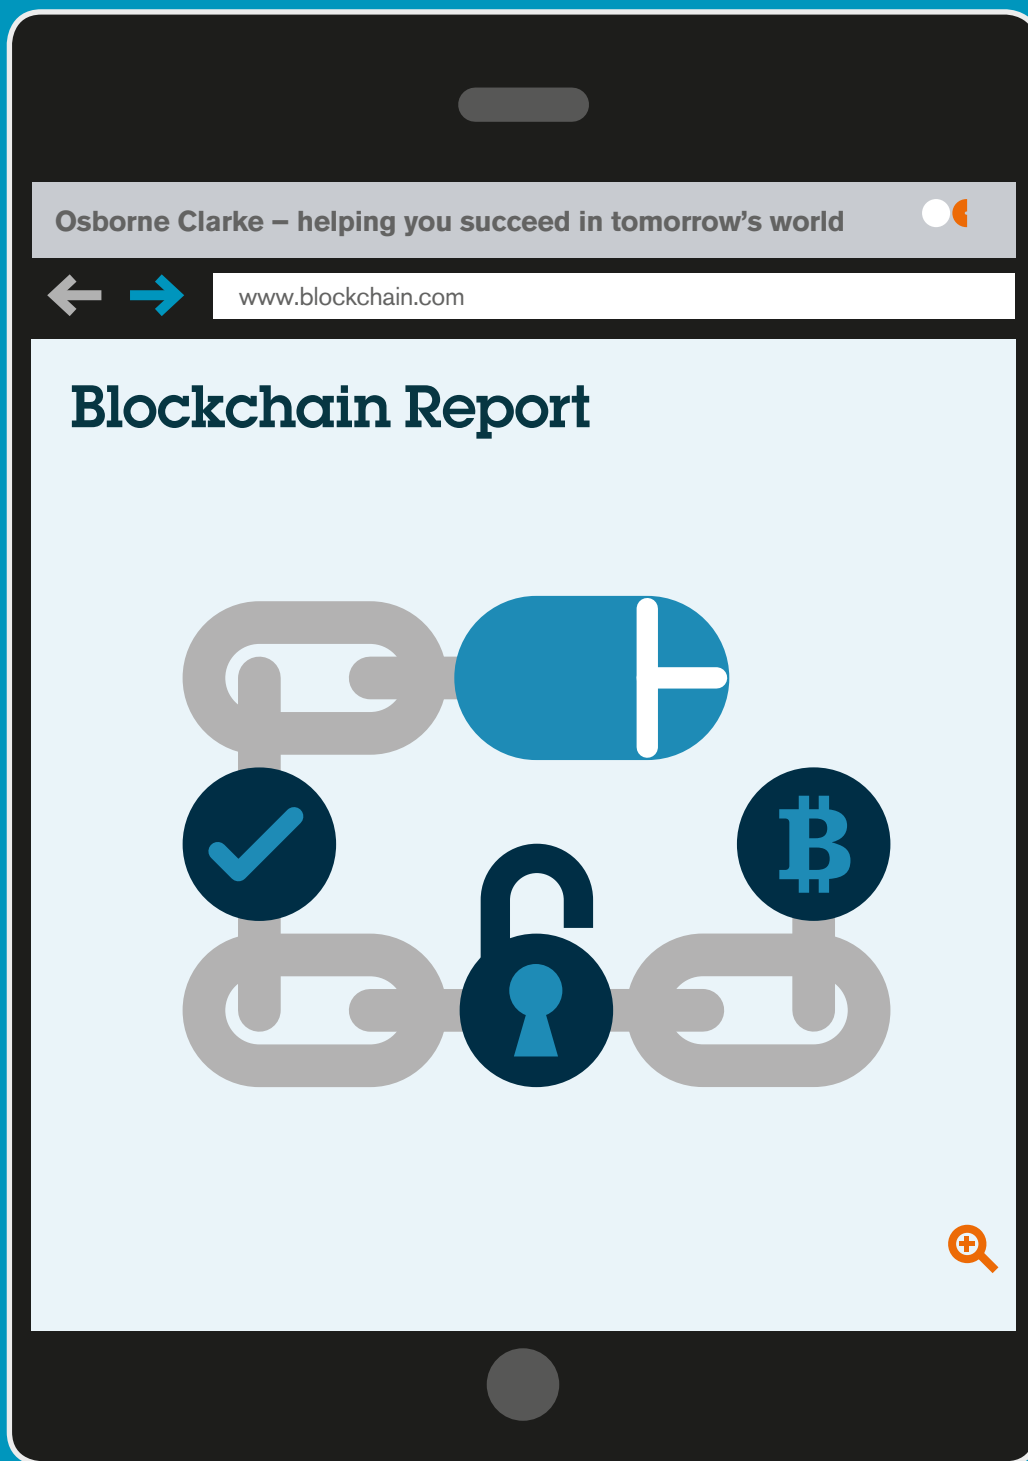 Osborne Clarke – helping you succeed in tomorrow’s world
www.blockchain.com
Blockchain Report